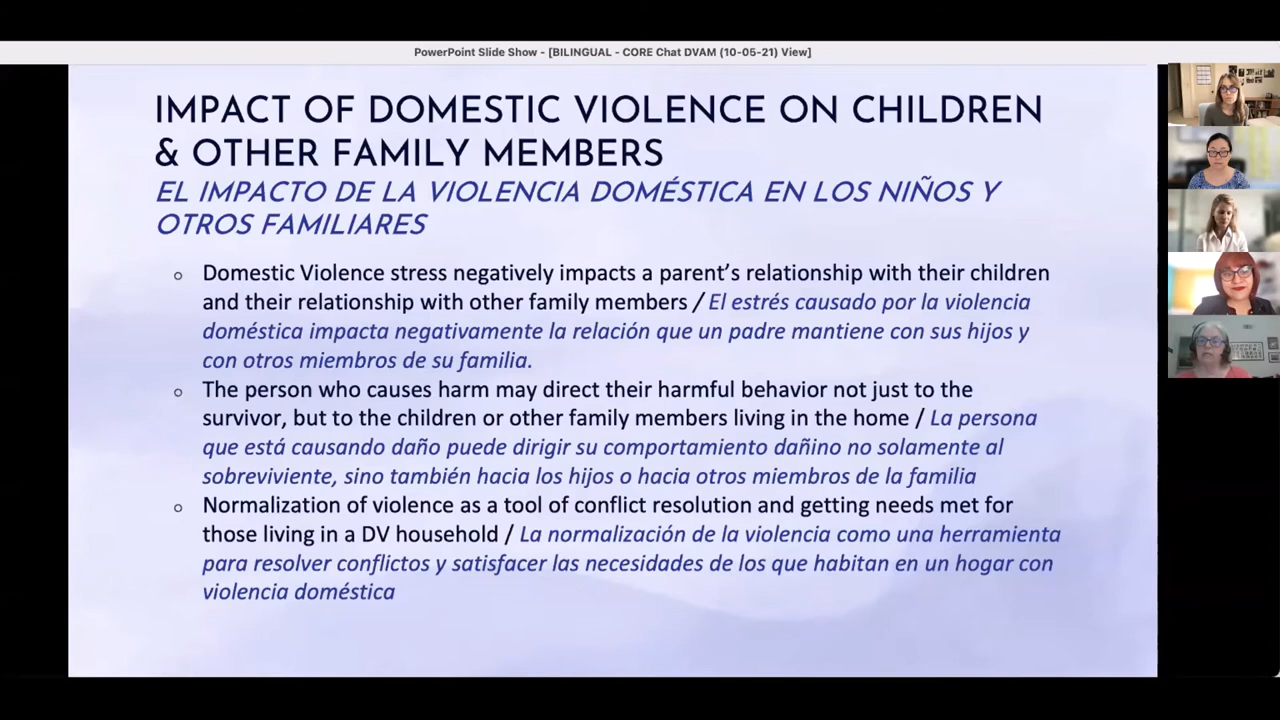 PowerPoint Slide Show - [BILINGUAL - CORE Chat DVAM (10-05-21) View]
IMPACT OF DOMESTIC VIOLENCE ON CHILDREN
& OTHER FAMILY MEMBERS
EL IMPACTO DE LA VIOLENCIA DOMÉSTICA EN LOS NIÑOS Y
OTROS FAMILIARES
○ Domestic Violence stress negatively impacts a parent's relationship with their children
and their relationship with other family members / El estrés causado por la violencia
doméstica impacta negativamente la relación que un padre mantiene con sus hijos y
con otros miembros de su familia.
○ The person who causes harm may direct their harmful behavior not just to the
survivor, but to the children or other family members living in the home / La persona
que está causando daño puede dirigir su comportamiento dañino no solamente al
sobreviviente, sino también hacia los hijos o hacia otros miembros de la familia
○ Normalization of violence as a tool of conflict resolution and getting needs met for
those living in a DV household / La normalización de la violencia como una herramienta
para resolver conflictos y satisfacer las necesidades de los que habitan en un hogar con
violencia doméstica